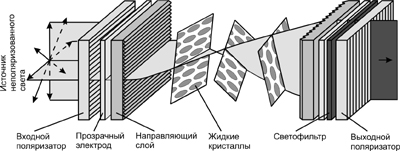 Источник
неполяризованного
света
Входной
поляризатор
Прозрачный
электрод
Направляющий
слой
Жидкие
кристаллы
Светофильтр
Выходной
поляризатор